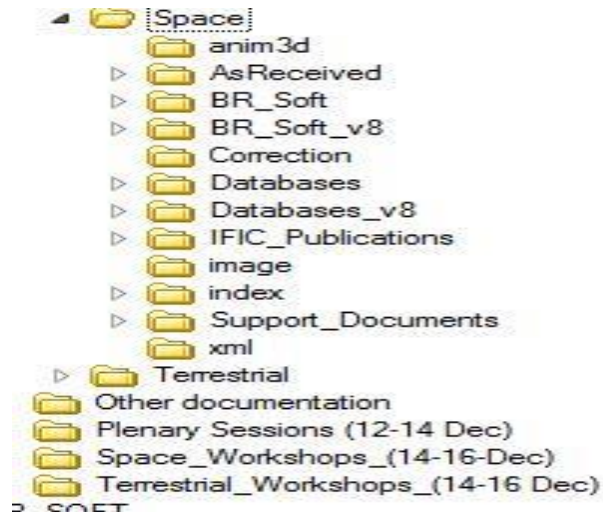 Space
anim3d
AsReceived
BR_Soft
BR_Soft_v8
Correction
Databases
Databases_v8
IFIC_Publications
image
index
Support_Documents
xml
Terrestrial
Other documentation
Plenary Sessions (12-14 Dec)
Space_Workshops_(14-16-Dec)
Terrestrial_Workshops_(14-16 Dec)